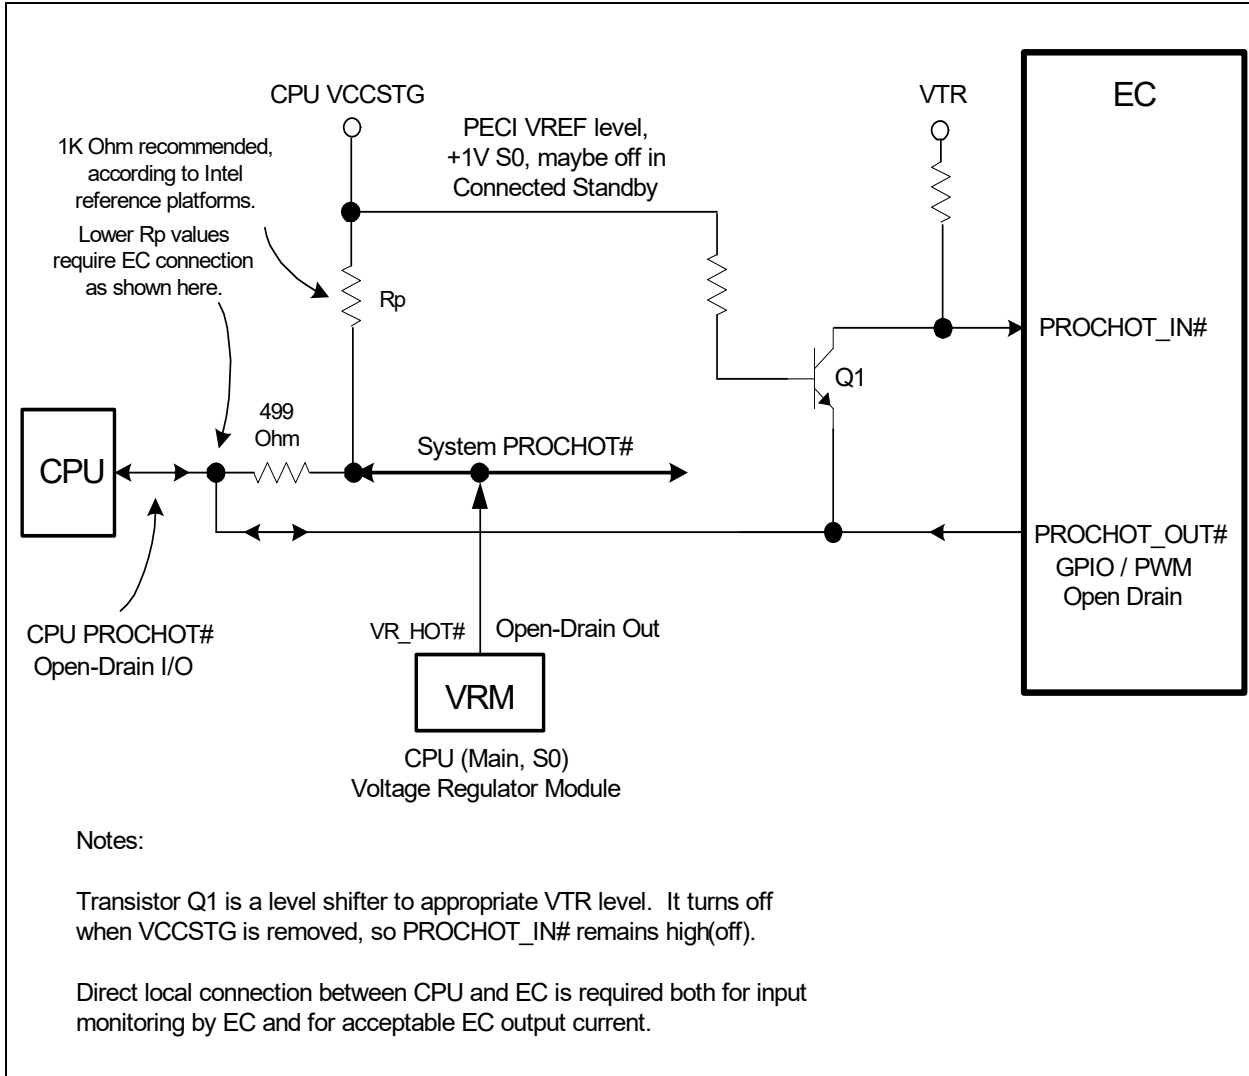 EC
CPU VCCSTG
VTR
PECI VREF level,
+1V S0, maybe off in
Connected Standby
1K Ohm recommended,
according to Intel
reference platforms.
Lower Rp values
require EC connection
as shown here.
Rp
PROCHOT_IN#
Q1
499
Ohm
System PROCHOT#
CPU
PROCHOT_OUT#
GPIO / PWM
Open Drain
CPU PROCHOT#
Open-Drain I/O
VR_HOT#
Open-Drain Out
VRM
CPU (Main, S0)
Voltage Regulator Module
Notes:
Transistor Q1 is a level shifter to appropriate VTR level.  It turns off
when VCCSTG is removed, so PROCHOT_IN# remains high(off).
Direct local connection between CPU and EC is required both for input
monitoring by EC and for acceptable EC output current.